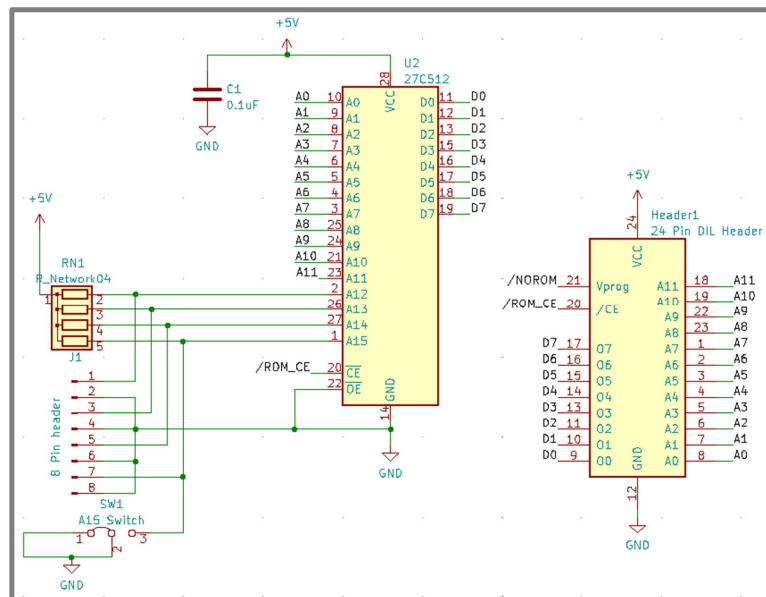 +5V
C1
0.1uF
GND
U2
27C512
28
VCC
A0 10 A0
A1 9 A1
A2 8 A2
A3 7 A3
A4 6 A4
A5 5 A5
A6 4 A6
A7 3 A7
A8 25 A8
A9 24 A9
A10 21 A10
A11 23 A11
2 A12
26 A13
27 A14
1 A15
/ROM_CE 20 CE
22 OE
D0 11 D0
D1 12 D1
D2 13 D2
D3 15 D3
D4 16 D4
D5 17 D5
D6 18 D6
D7 19 D7
GND
14
GND
+5V
RN1
R_Network04
1
2
3
4
5
J1
8 Pin header
1
2
3
4
5
6
7
8
SW1
A15 Switch
1
2
3
GND
+5V
24
Header1
24 Pin DIL Header
VCC
/NOROM 21 Vprog
/ROM_CE 20 /CE
D7 17 O7
D6 16 O6
D5 15 O5
D4 14 O4
D3 13 O3
D2 11 O2
D1 10 O1
D0 9 O0
A11 18 A11
A10 19 A10
A9 22 A9
A8 23 A8
A7 1 A7
A6 2 A6
A5 3 A5
A4 4 A4
A3 5 A3
A2 6 A2
A1 7 A1
A0 8 A0
GND
12
GND